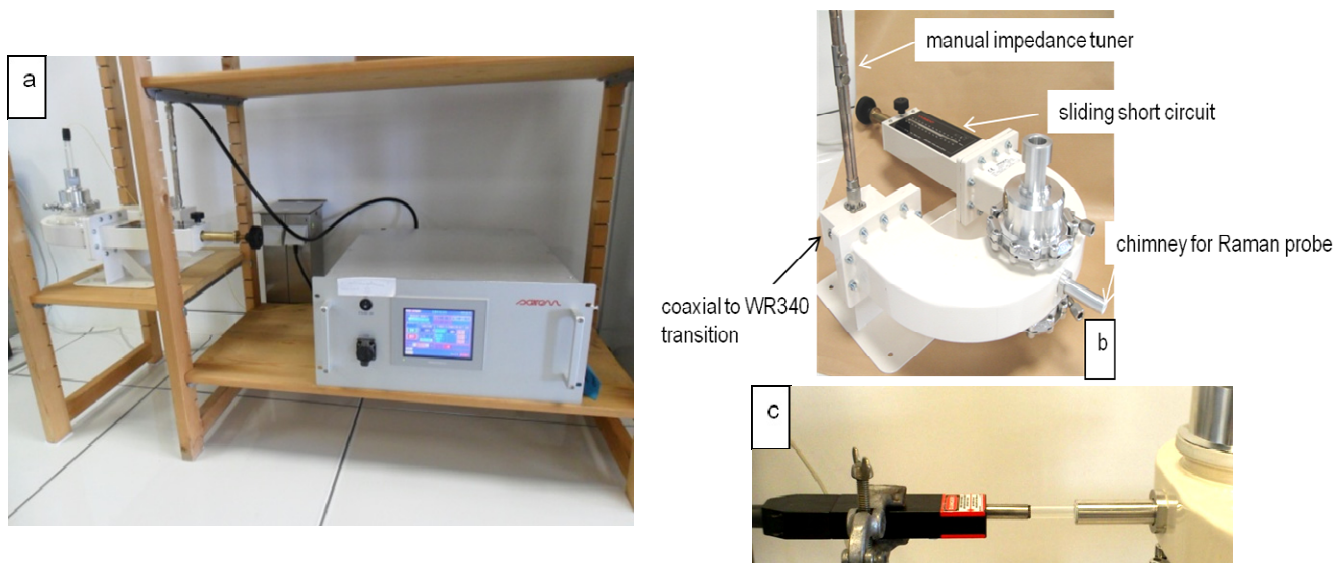 a
manual impedance tuner
sliding short circuit
chimney for Raman probe
coaxial to WR340
transition
b
c